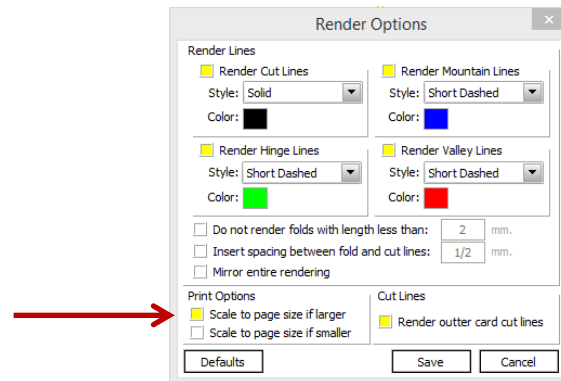 Render Options
Render Lines
Render Cut Lines
Style: Solid
Color:
Render Mountain Lines
Style: Short Dashed
Color:
Render Hinge Lines
Style: Short Dashed
Color:
Render Valley Lines
Style: Short Dashed
Color:
Do not render folds with length less than: 2 mm.
Insert spacing between fold and cut lines: 1/2 mm.
Mirror entire rendering
Print Options
Scale to page size if larger
Scale to page size if smaller
Cut Lines
Render outter card cut lines
Defaults Save Cancel